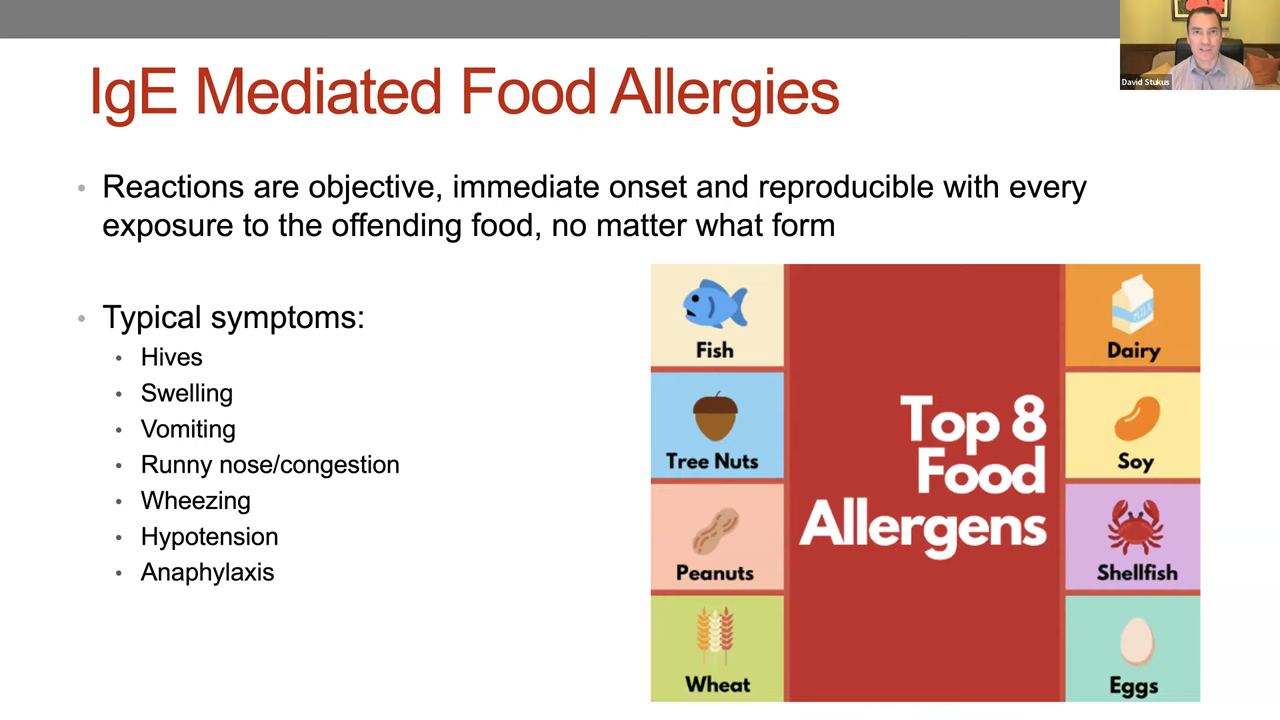 David Stukus
IgE Mediated Food Allergies
• Reactions are objective, immediate onset and reproducible with every
exposure to the offending food, no matter what form
• Typical symptoms:
• Hives
• Swelling
• Vomiting
• Runny nose/congestion
• Wheezing
• Hypotension
• Anaphylaxis
Fish
Tree Nuts
Peanuts
Wheat
Top 8
Food
Allergens
MILK
Dairy
Soy
Shellfish
Eggs